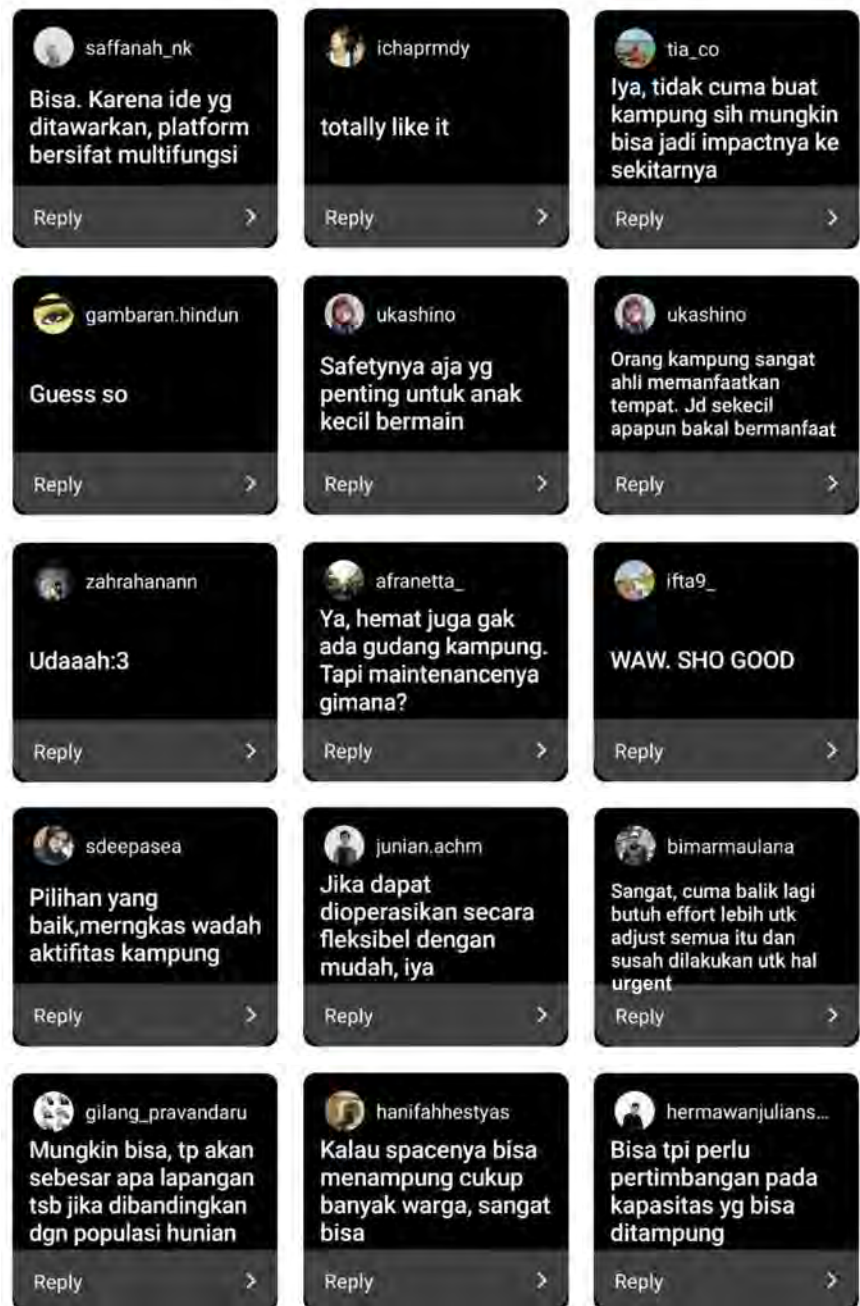 saffanah_nk
Bisa. Karena ide yg
ditawarkan, platform
bersifat multifungsi
Reply
ichaprmdy
totally like it
Reply
tia_co
Iya, tidak cuma buat
kampung sih mungkin
bisa jadi impactnya ke
sekitarnya
Reply
gambaran.hindun
Guess so
Reply
ukashino
Safetynya aja yg
penting untuk anak
kecil bermain
Reply
ukashino
Orang kampung sangat
ahli memanfaatkan
tempat. Jd sekecil
apapun bakal bermanfaat
Reply
zahrahanann
Udaaah:3
Reply
afranetta_
Ya, hemat juga gak
ada gudang kampung.
Tapi maintenancenya
gimana?
Reply
ifta9_
WAW. SHO GOOD
Reply
sdeepasea
Pilihan yang
baik,merngkas wadah
aktifitas kampung
Reply
junian.achm
Jika dapat
dioperasikan secara
fleksibel dengan
mudah, iya
Reply
bimarmaulana
Sangat, cuma balik lagi
butuh effort lebih utk
adjust semua itu dan
susah dilakukan utk hal
urgent
Reply
gilang_pravandaru
Mungkin bisa, tp akan
sebesar apa lapangan
tsb jika dibandingkan
dgn populasi hunian
Reply
hanifahhestyas
Kalau spacenya bisa
menampung cukup
banyak warga, sangat
bisa
Reply
hermawanjulians...
Bisa tpi perlu
pertimbangan pada
kapasitas yg bisa
ditampung
Reply